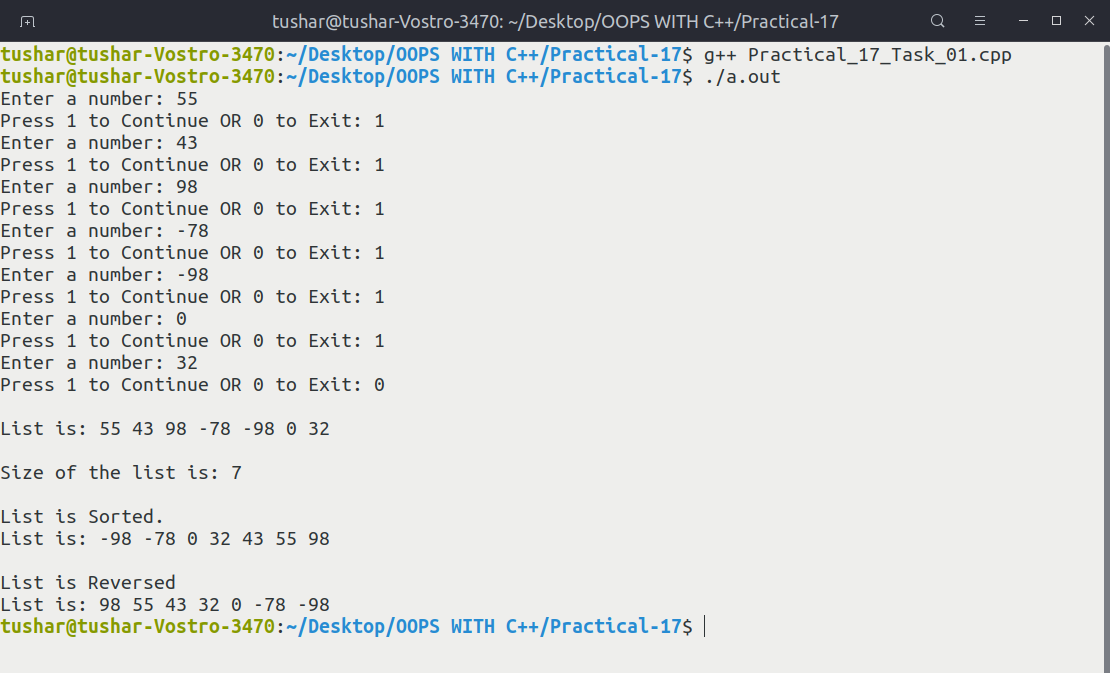 tushar@tushar-Vostro-3470: ~/Desktop/OOPS WITH C++/Practical-17
tushar@tushar-Vostro-3470:~/Desktop/OOPS WITH C++/Practical-17$ g++ Practical_17_Task_01.cpp
tushar@tushar-Vostro-3470:~/Desktop/OOPS WITH C++/Practical-17$ ./a.out
Enter a number: 55
Press 1 to Continue OR 0 to Exit: 1
Enter a number: 43
Press 1 to Continue OR 0 to Exit: 1
Enter a number: 98
Press 1 to Continue OR 0 to Exit: 1
Enter a number: -78
Press 1 to Continue OR 0 to Exit: 1
Enter a number: -98
Press 1 to Continue OR 0 to Exit: 1
Enter a number: 0
Press 1 to Continue OR 0 to Exit: 1
Enter a number: 32
Press 1 to Continue OR 0 to Exit: 0
List is: 55 43 98 -78 -98 0 32
Size of the list is: 7
List is Sorted.
List is: -98 -78 0 32 43 55 98
List is Reversed
List is: 98 55 43 32 0 -78 -98
tushar@tushar-Vostro-3470:~/Desktop/OOPS WITH C++/Practical-17$